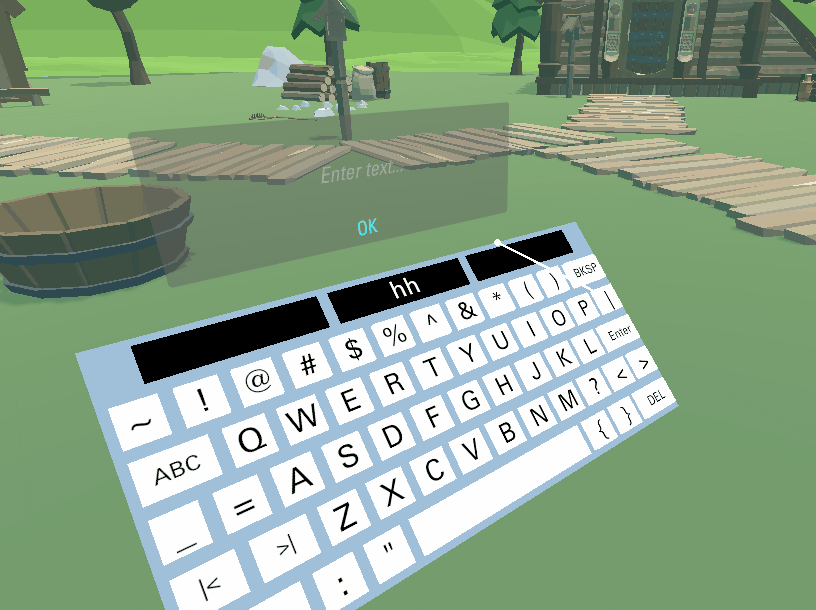 Enter text...
OK
hh
~ ! @ # $ % ^ & * ( ) BKSP
ABC Q W E R T Y U I O P |
_ = A S D F G H J K L Enter
|< >| Z X C V B N M ? < >
: " { } DEL